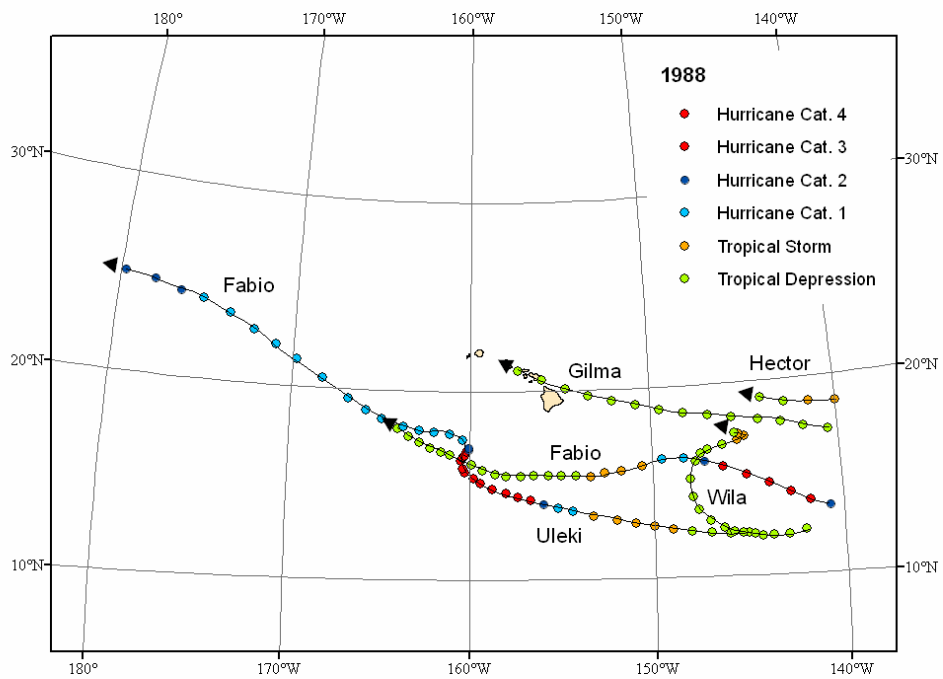 180° 170°W 160°W 150°W 140°W
1988
Hurricane Cat. 4
Hurricane Cat. 3
30°N 30°N
Hurricane Cat. 2
Hurricane Cat. 1
Tropical Storm
Tropical Depression
Fabio
20°N 20°N
Gilma
Hector
Fabio
Wila
Uleki
10°N 10°N
180° 170°W 160°W 150°W 140°W